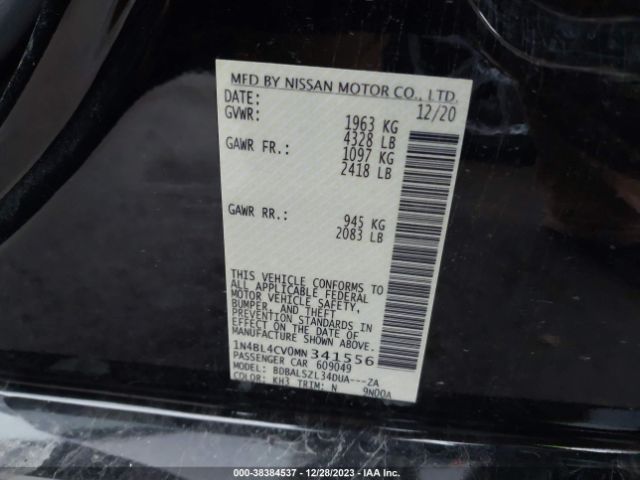 MFD BY NISSAN MOTOR CO., LTD.
DATE: 12/20
GVWR: 1963 KG
4328 LB
GAWR FR.: 1097 KG
2418 LB
GAWR RR.: 945 KG
2083 LB
THIS VEHICLE CONFORMS TO
ALL APPLICABLE FEDERAL
MOTOR VEHICLE SAFETY,
BUMPER, AND THEFT
PREVENTION STANDARDS IN
EFFECT ON THE DATE OF
MANUFACTURE SHOWN ABOVE.
1N4BL4CV0MN341556
PASSENGER CAR 609049
MODEL: BDBALSZL34DUA---ZA
COLOR: KH3 TRIM: N 9N00A
000-38384537 - 12/28/2023 - IAA Inc.